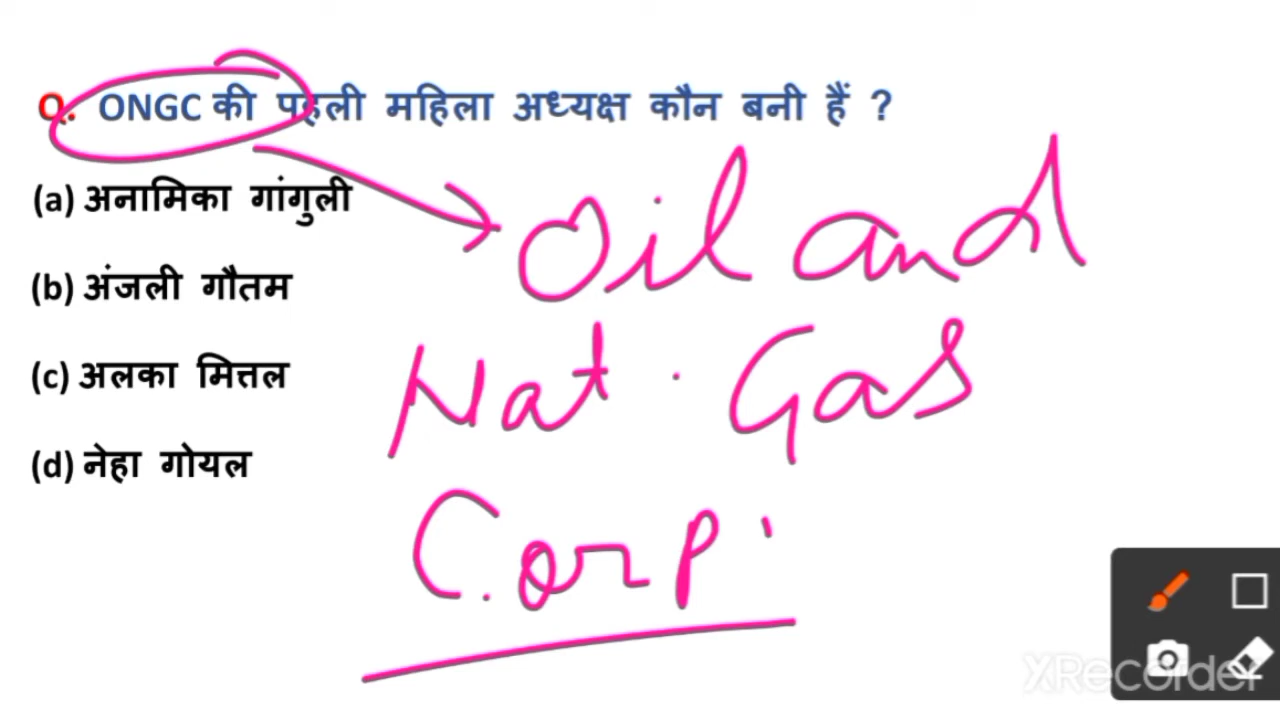 Q. ONGC की पहली महिला अध्यक्ष कौन बनी हैं ?
(a) अनामिका गांगुली
Oil and
(b) अंजली गौतम
(c) अलका मित्तल
Nat. Gas
(d) नेहा गोयल
Corp.
XRecorder